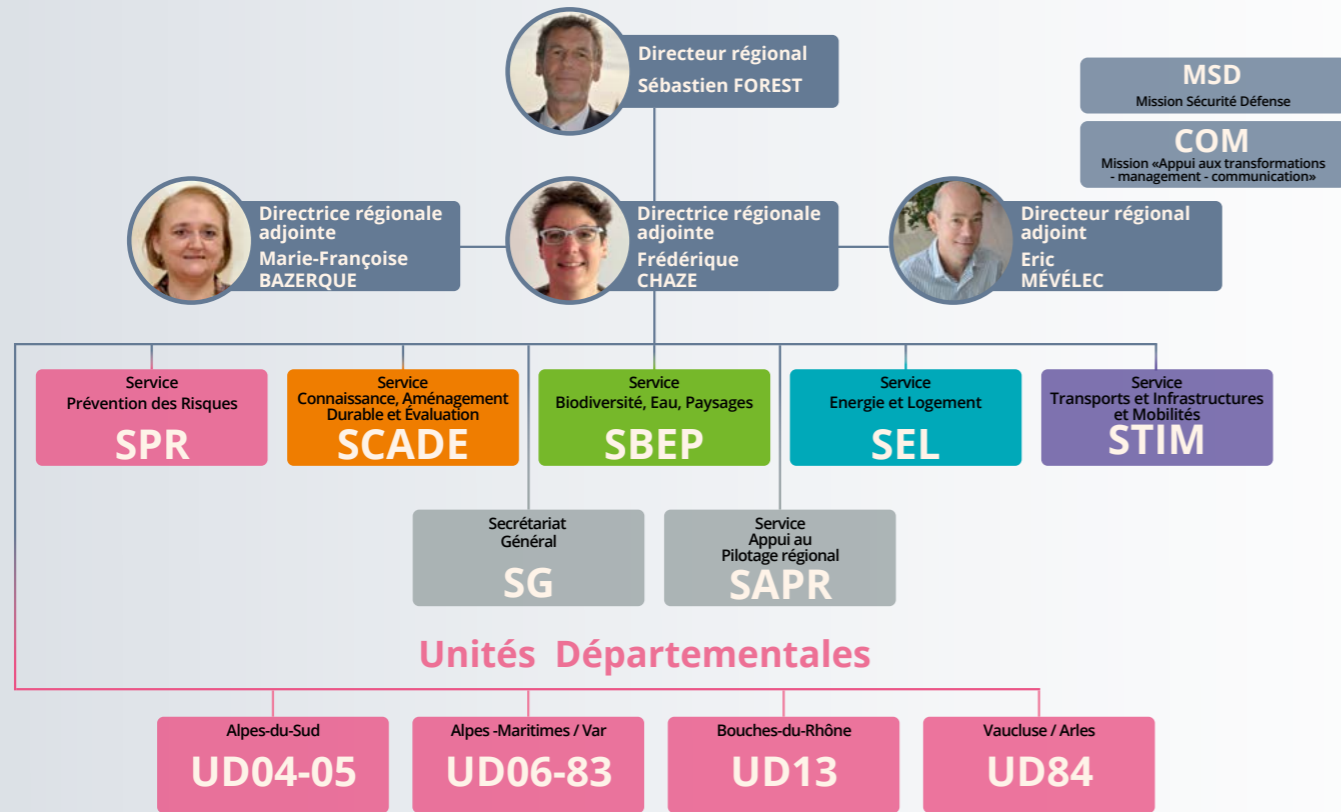 Directeur régional
Sébastien FOREST
MSD
Mission Sécurité Défense
COM
Mission «Appui aux transformations
- management - communication»
Directrice régionale
adjointe
Marie-Françoise
BAZERQUE
Directrice régionale
adjointe
Frédérique
CHAZE
Directeur régional
adjoint
Eric
MÉVÉLEC
Service
Prévention des Risques
SPR
Service
Connaissance, Aménagement
Durable et Évaluation
SCADE
Service
Biodiversité, Eau, Paysages
SBEP
Service
Energie et Logement
SEL
Service
Transports et Infrastructures
et Mobilités
STIM
Secrétariat
Général
SG
Service
Appui au
Pilotage régional
SAPR
Unités Départementales
Alpes-du-Sud
UD04-05
Alpes -Maritimes / Var
UD06-83
Bouches-du-Rhône
UD13
Vaucluse / Arles
UD84